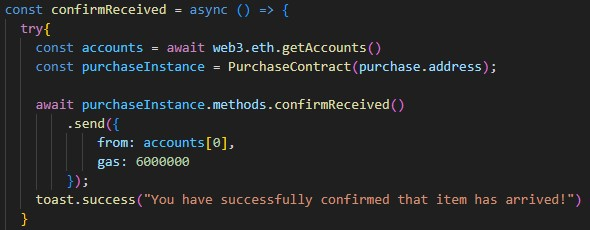 const confirmReceived = async () => {
try{
const accounts = await web3.eth.getAccounts()
const purchaseInstance = PurchaseContract(purchase.address);
await purchaseInstance.methods.confirmReceived()
.send({
from: accounts[0],
gas: 6000000
});
toast.success("You have successfully confirmed that item has arrived!")
}